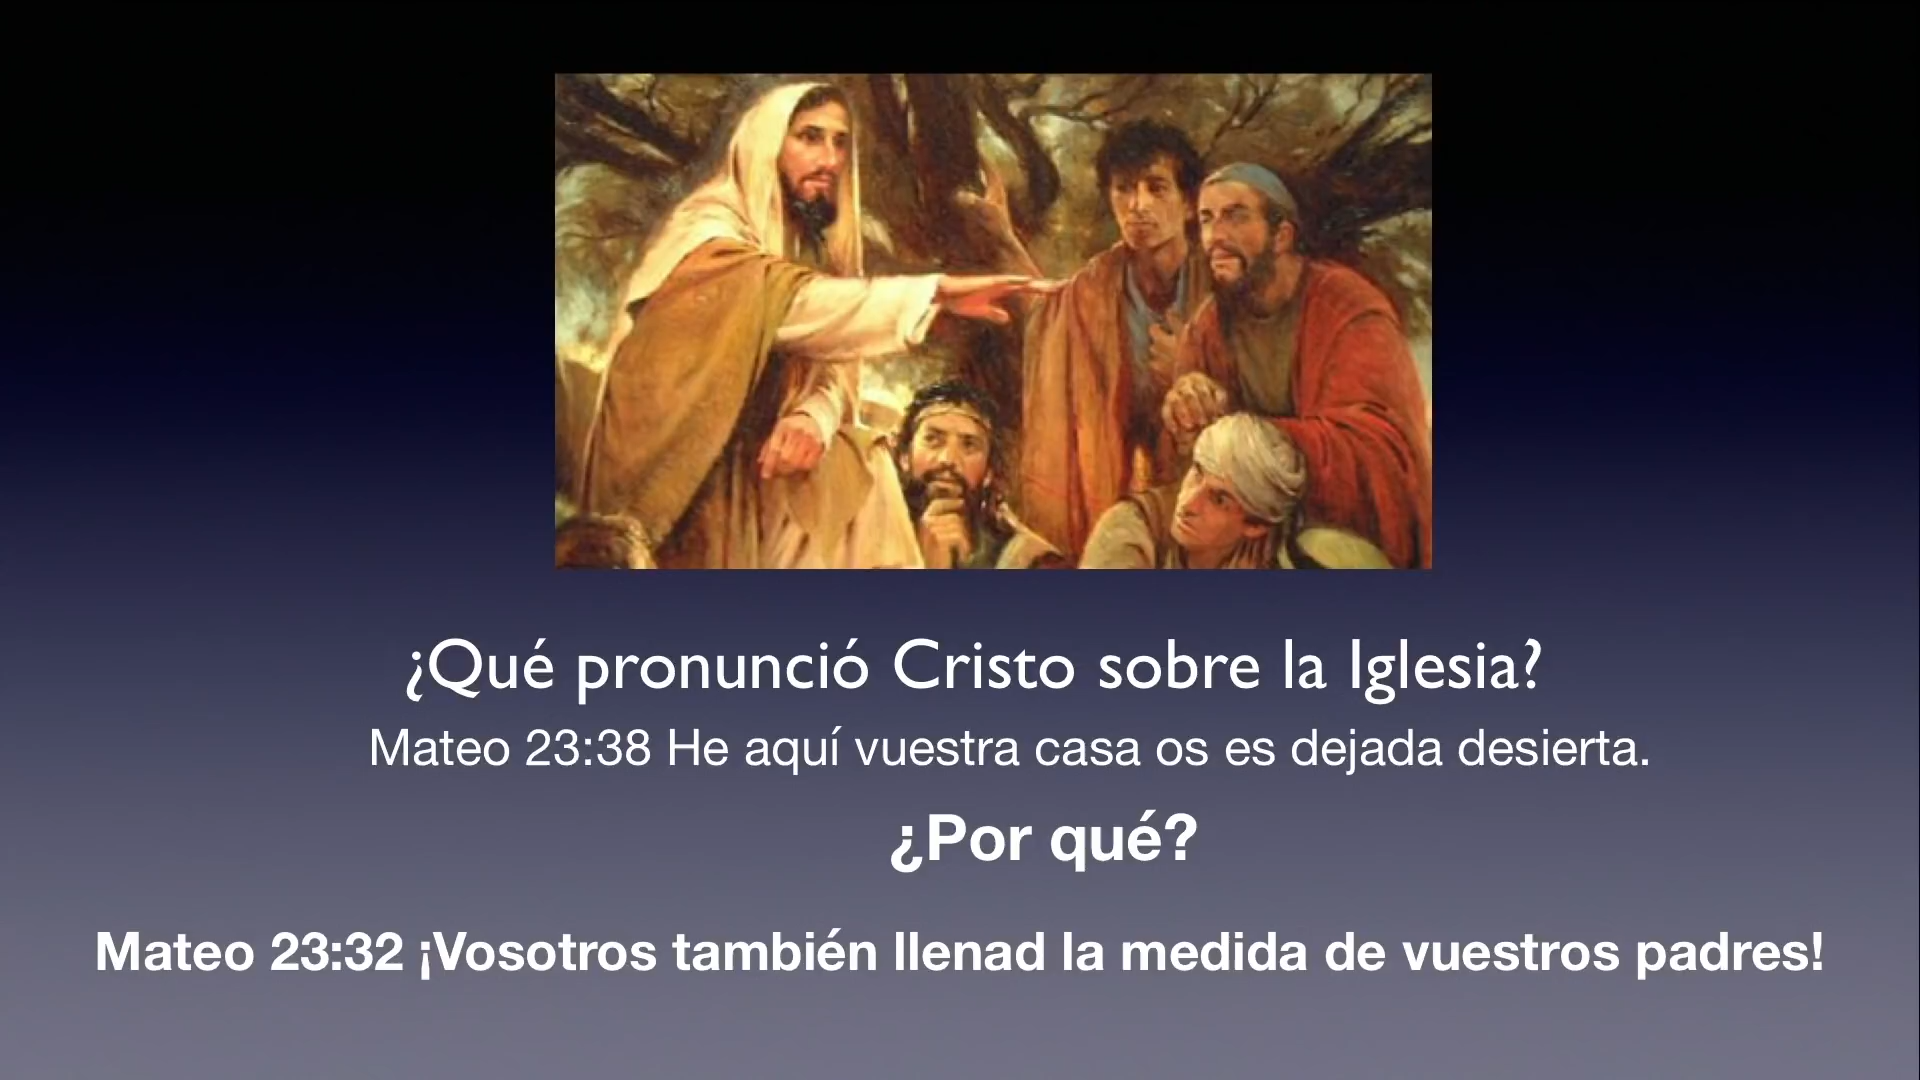 ¿Qué pronunció Cristo sobre la Iglesia?
Mateo 23:38 He aquí vuestra casa os es dejada desierta.
¿Por qué?
Mateo 23:32 ¡Vosotros también llenad la medida de vuestros padres!